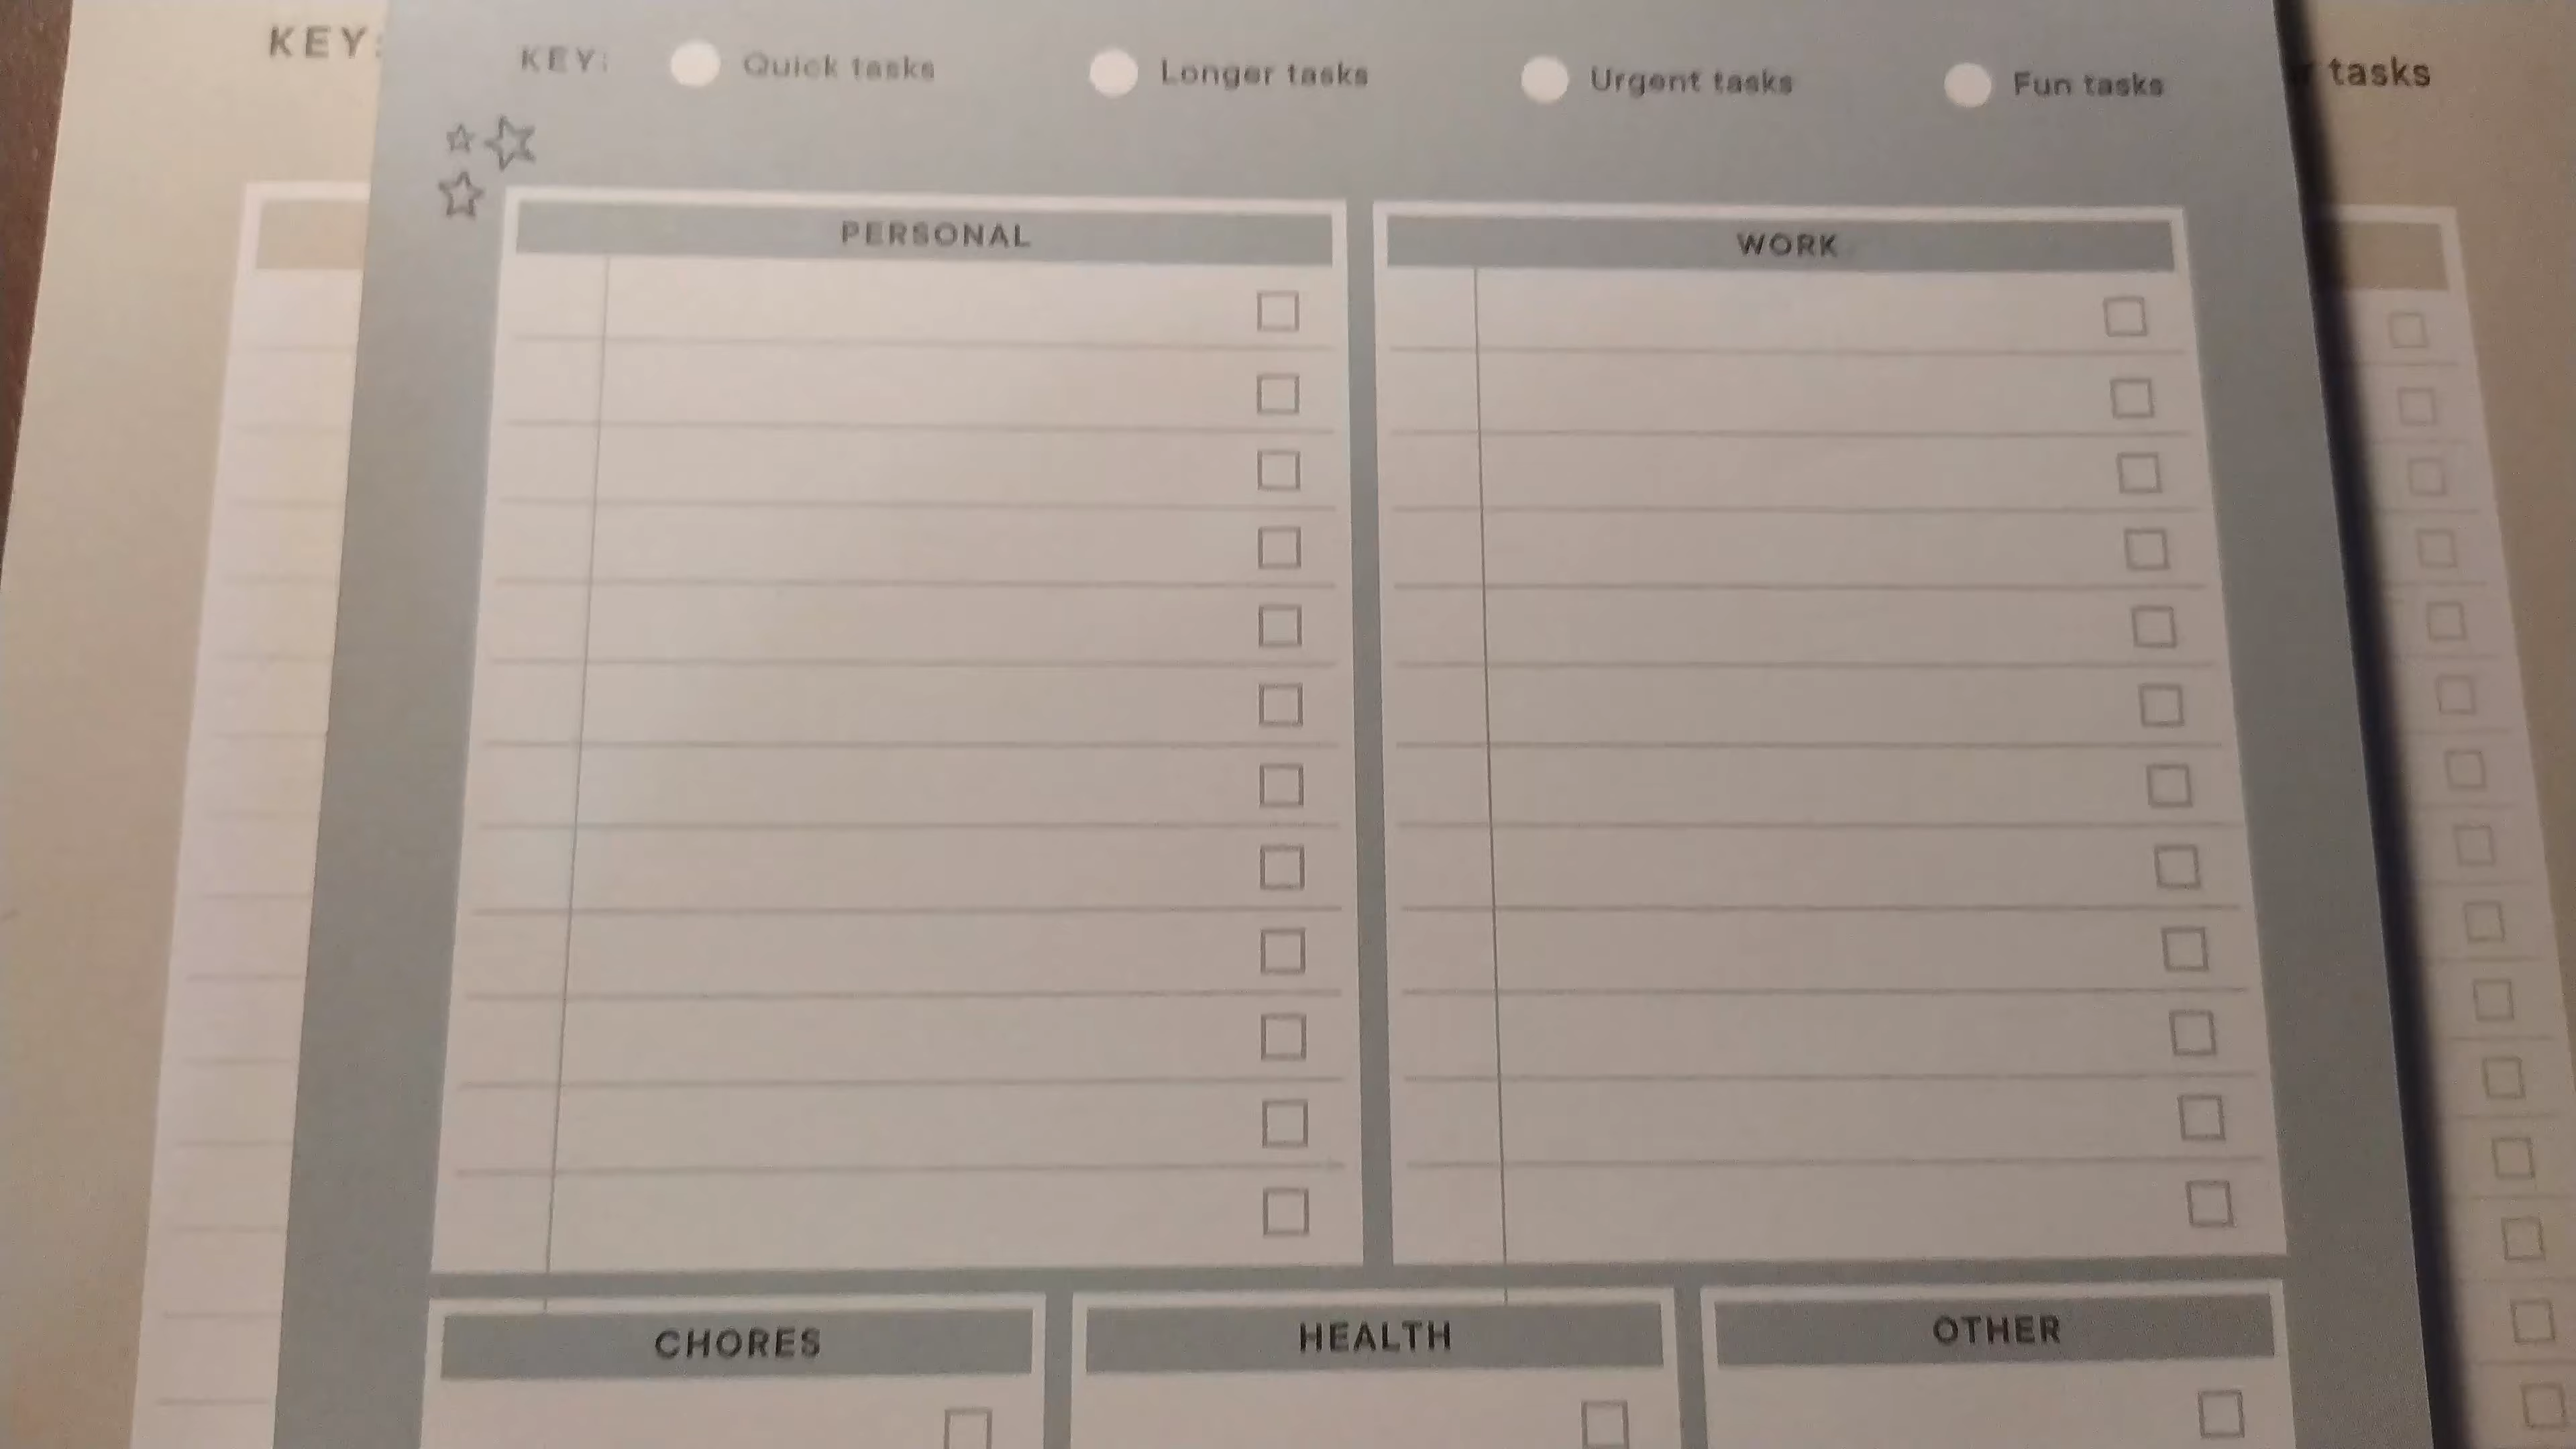 KEY:
KEY: Quick tasks Longer tasks Urgent tasks Fun tasks
tasks
PERSONAL WORK
CHORES HEALTH OTHER